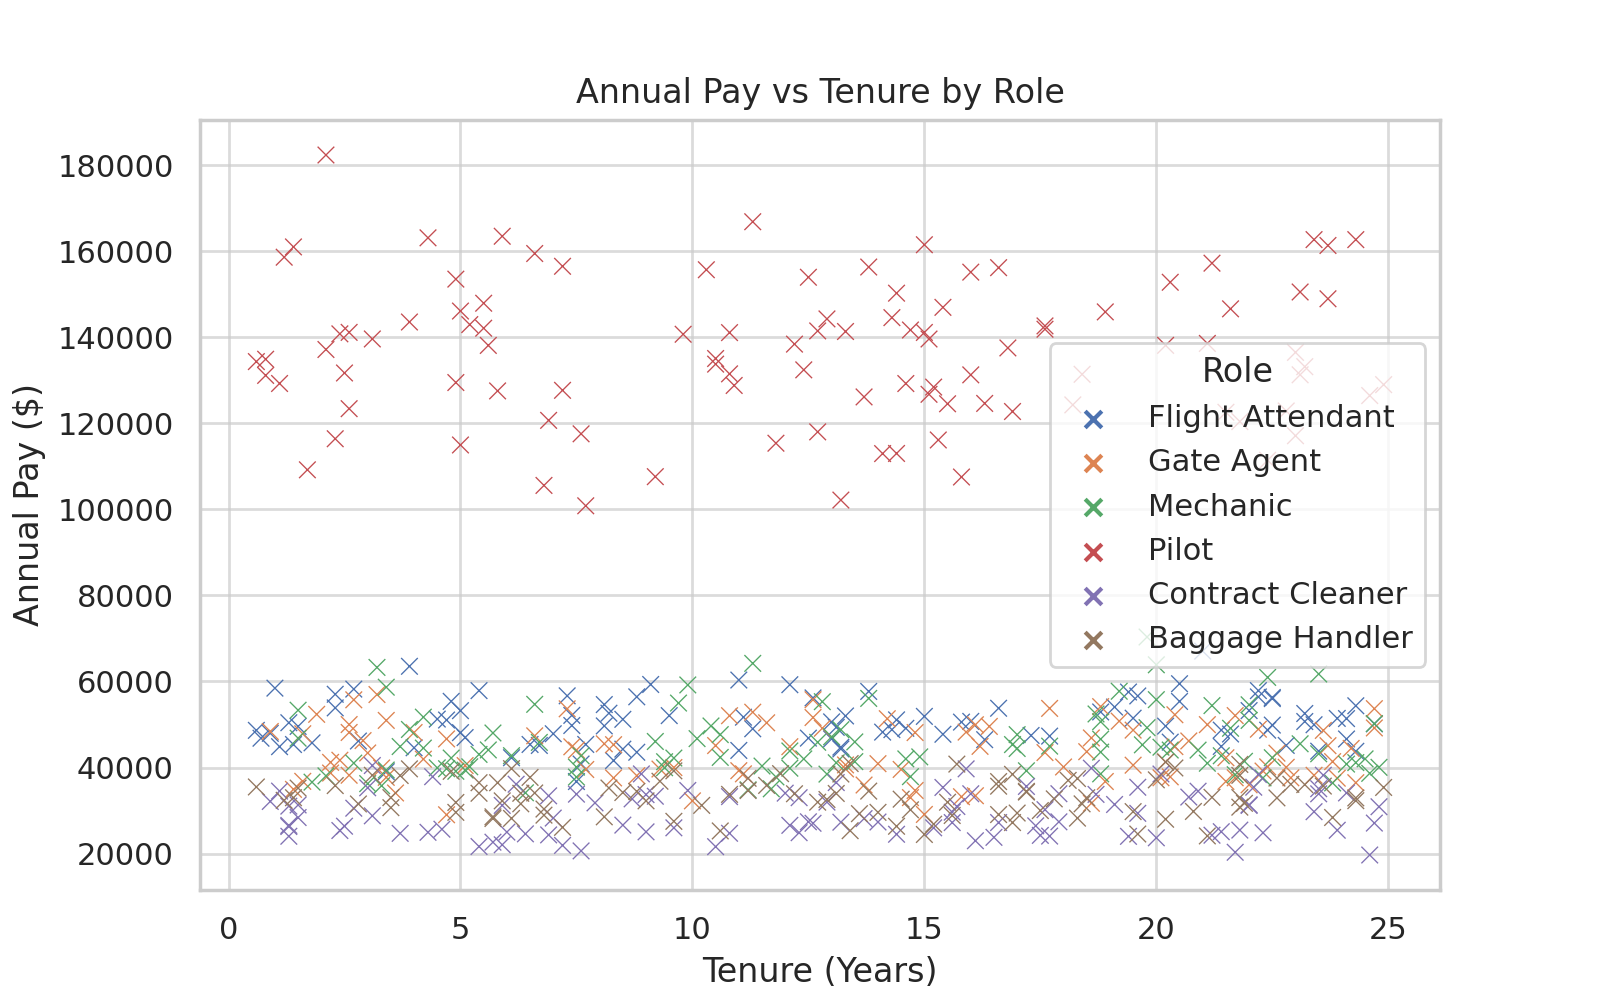 Annual Pay vs Tenure by Role
Annual Pay ($)
180000
160000
140000
120000
100000
80000
60000
40000
20000
Role
Flight Attendant
Gate Agent
Mechanic
Pilot
Contract Cleaner
Baggage Handler
0 5 10 15 20 25
Tenure (Years)